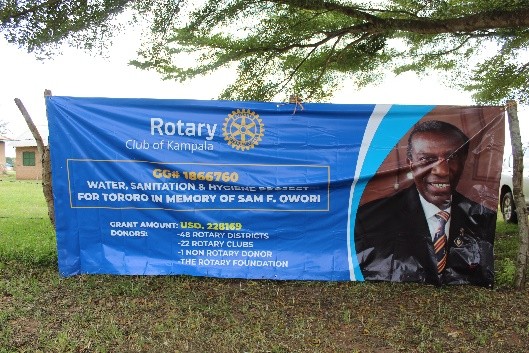 Rotary
Club of Kampala
GG# 1866760
WATER, SANITATION & HYGIENE PROJECT
FOR TORORO IN MEMORY OF SAM F. OWORI
GRANT AMOUNT: USD. 228169
DONORS: -48 ROTARY DISTRICTS
-22 ROTARY CLUBS
-1 NON ROTARY DONOR
-THE ROTARY FOUNDATION